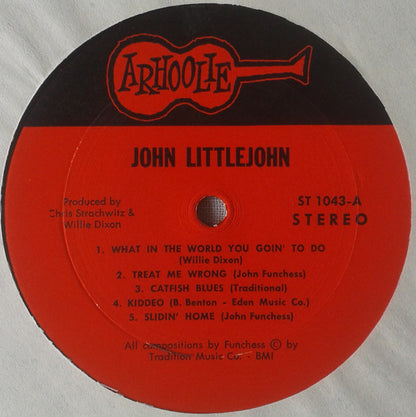 ARHOOLIE
JOHN LITTLEJOHN
Produced by
Chris Strachwitz &
Willie Dixon
ST 1043-A
STEREO
1. WHAT IN THE WORLD YOU GOIN' TO DO
(Willie Dixon)
2. TREAT ME WRONG (John Funchess)
3. CATFISH BLUES (Traditional)
4. KIDDEO (B. Benton - Eden Music Co.)
5. SLIDIN' HOME (John Funchess)
All compositions by Funchess © by
Tradition Music Co. - BMI